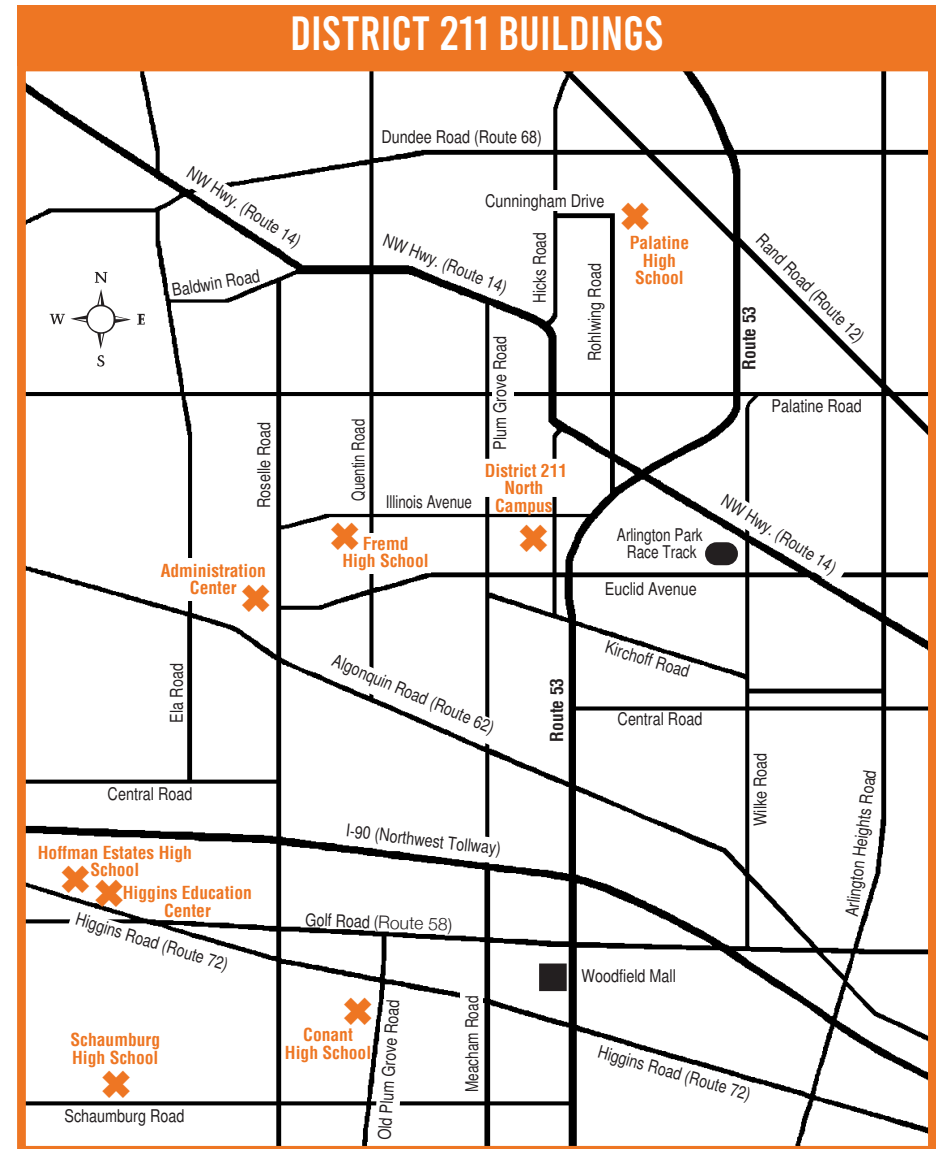 DISTRICT 211 BUILDINGS
Dundee Road (Route 68)
NW Hwy. (Route 14)
Cunningham Drive
Palatine
High
School
Rand Road (Route 12)
NW Hwy. (Route 14)
Hicks Road
Rohlwing Road
Route 53
Baldwin Road
N
W
E
S
Palatine Road
Plum Grove Road
Roselle Road
Quentin Road
District 211
North
Campus
Illinois Avenue
NW Hwy. (Route 14)
Fremd
High School
Arlington Park
Race Track
Administration
Center
Euclid Avenue
Kirchoff Road
Algonquin Road (Route 62)
Ela Road
Route 53
Central Road
Wilke Road
Arlington Heights Road
Central Road
I-90 (Northwest Tollway)
Hoffman Estates High
School
Higgins Education
Center
Golf Road (Route 58)
Higgins Road (Route 72)
Woodfield Mall
Conant
High School
Old Plum Grove Road
Meacham Road
Schaumburg
High School
Higgins Road (Route 72)
Schaumburg Road